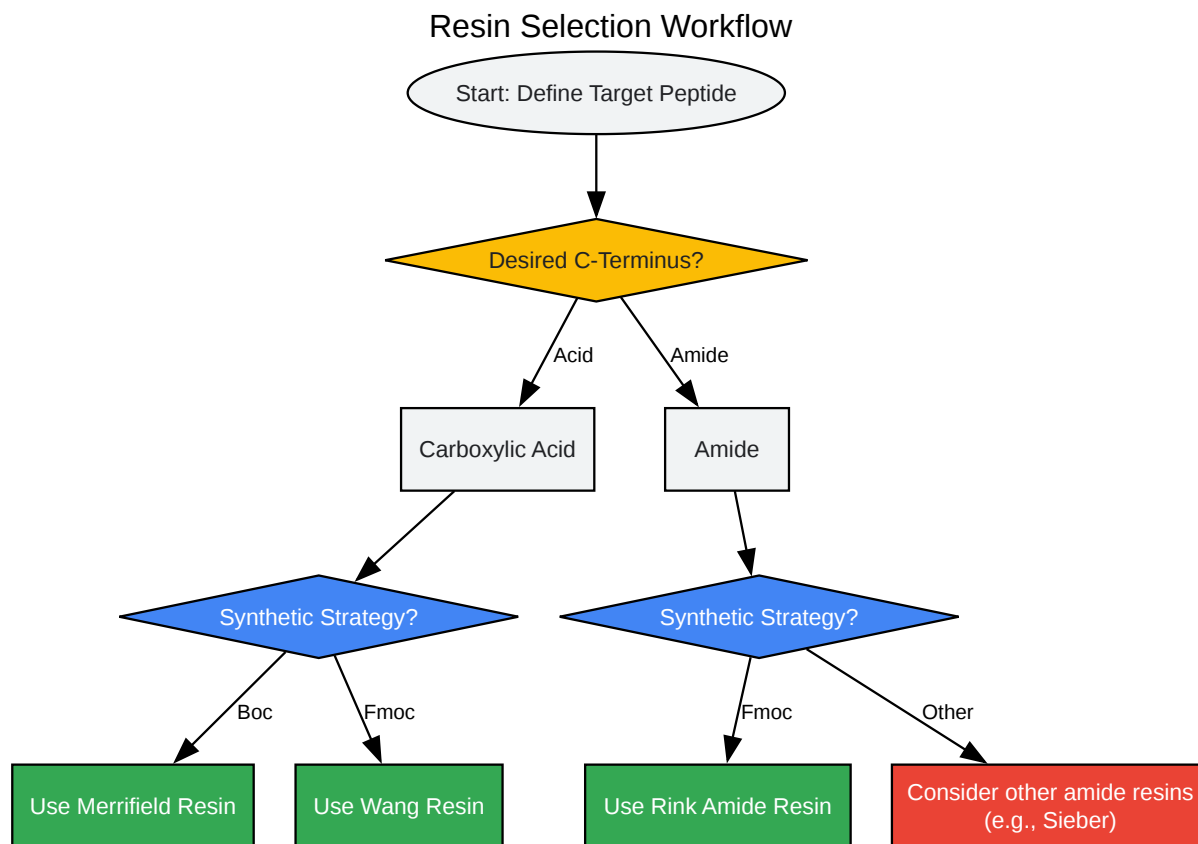 Resin Selection Workflow
Start: Define Target Peptide
Desired C-Terminus?
Acid
Amide
Carboxylic Acid
Amide
Synthetic Strategy?
Synthetic Strategy?
Boc
Fmoc
Fmoc
Other
Use Merrifield Resin
Use Wang Resin
Use Rink Amide Resin
Consider other amide resins
(e.g., Sieber)